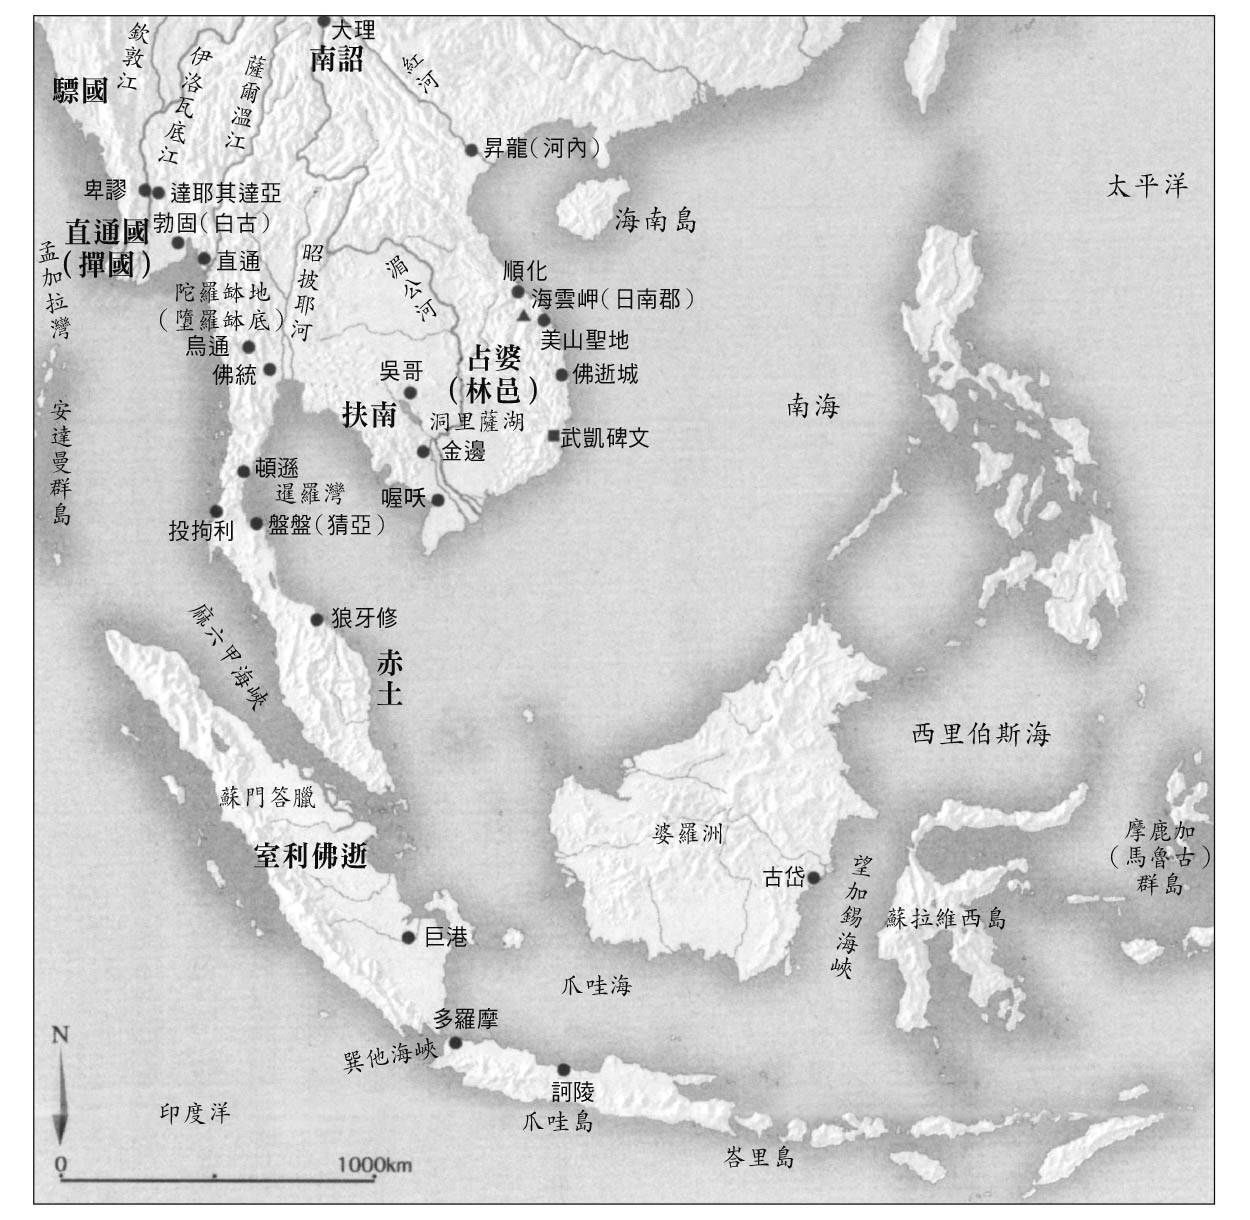 大理
南詔
欽敦江
伊洛瓦底江
薩爾溫江
紅河
驃國
昇龍（河內）
太平洋
卑謬
達耶其達亞
海南島
勃固（白古）
直通國
（撣國）
直通
孟加拉灣
昭披耶河
湄公河
順化
陀羅缽地
（墮羅缽底）
海雲岬（日南郡）
美山聖地
烏通
佛統
占婆
（林邑）
佛逝城
吳哥
扶南
洞里薩湖
南海
安達曼群島
武凱碑文
金邊
頓遜
暹羅灣
喔吙
投拘利
盤盤（猜亞）
狼牙修
麻六甲海峽
赤土
西里伯斯海
蘇門答臘
婆羅洲
摩鹿加
（馬魯古）
群島
室利佛逝
古岱
望加錫海峽
蘇拉維西島
巨港
爪哇海
多羅摩
巽他海峽
訶陵
印度洋
爪哇島
峇里島
N
0
1000km